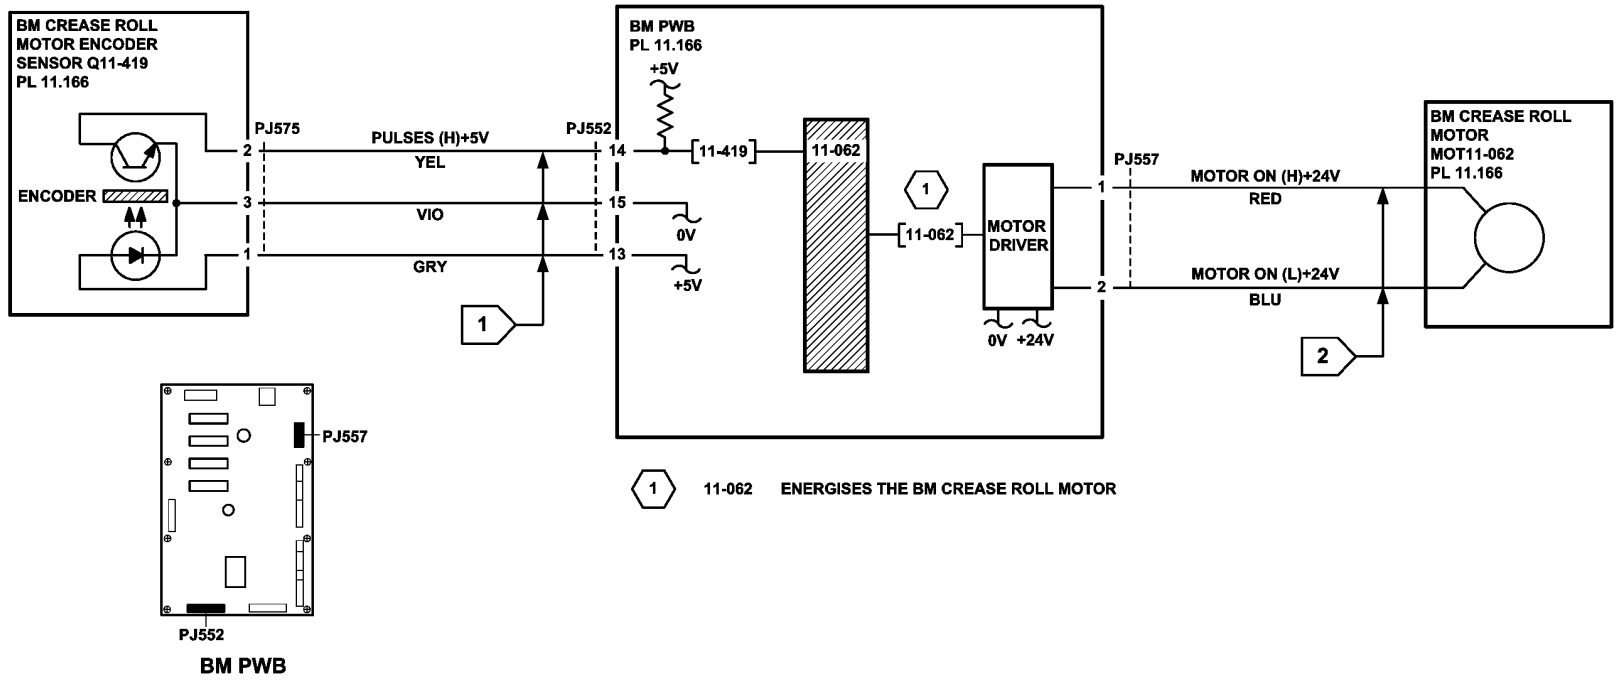 BM CREASE ROLL
MOTOR ENCODER
SENSOR Q11-419
PL 11.166
ENCODER
2
3
1
PJ575
PULSES (H)+5V
YEL
VIO
GRY
1
PJ552
14
15
13
BM PWB
PL 11.166
+5V
11-419
0V
+5V
11-062
1
11-062
MOTOR
DRIVER
0V
+24V
1
2
PJ557
MOTOR ON (H)+24V
RED
MOTOR ON (L)+24V
BLU
2
BM CREASE ROLL
MOTOR
MOT11-062
PL 11.166
PJ557
PJ552
BM PWB
1 11-062 ENERGISES THE BM CREASE ROLL MOTOR